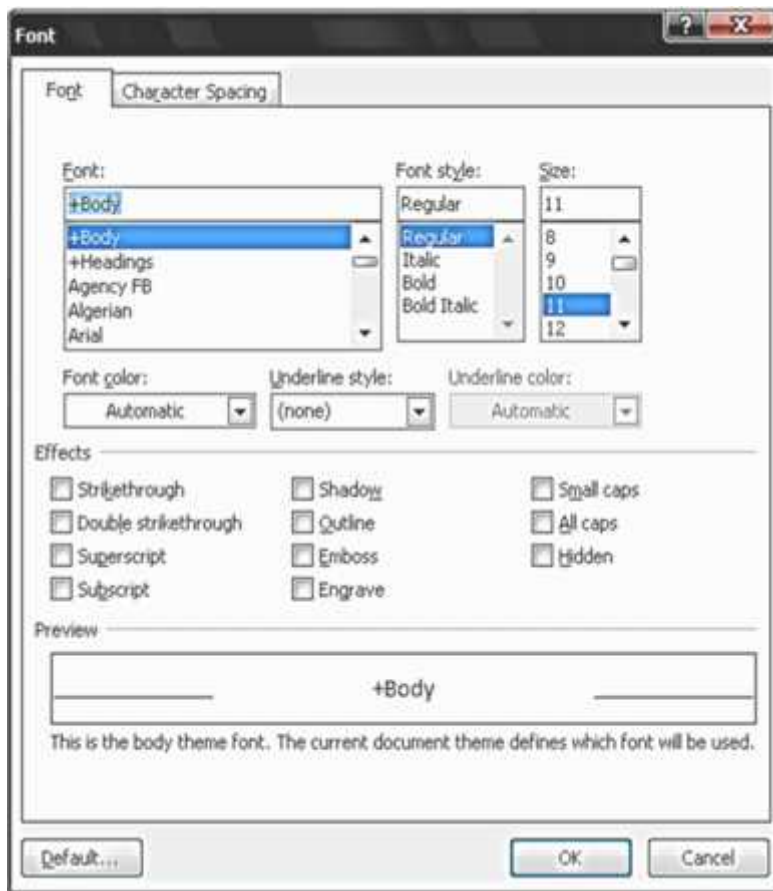 Font
?
Font Character Spacing
Font: Font style: Size:
+Body Regular 11
+Body Regular 8
+Headings Italic 9
Agency FB Bold 10
Algerian Bold Italic 11
Arial 12
Font color: Underline style: Underline color:
Automatic (none) Automatic
Effects
Strikethrough Shadow Small caps
Double strikethrough Outline All caps
Superscript Emboss Hidden
Subscript Engrave
Preview
+Body
This is the body theme font. The current document theme defines which font will be used.
Default... OK Cancel